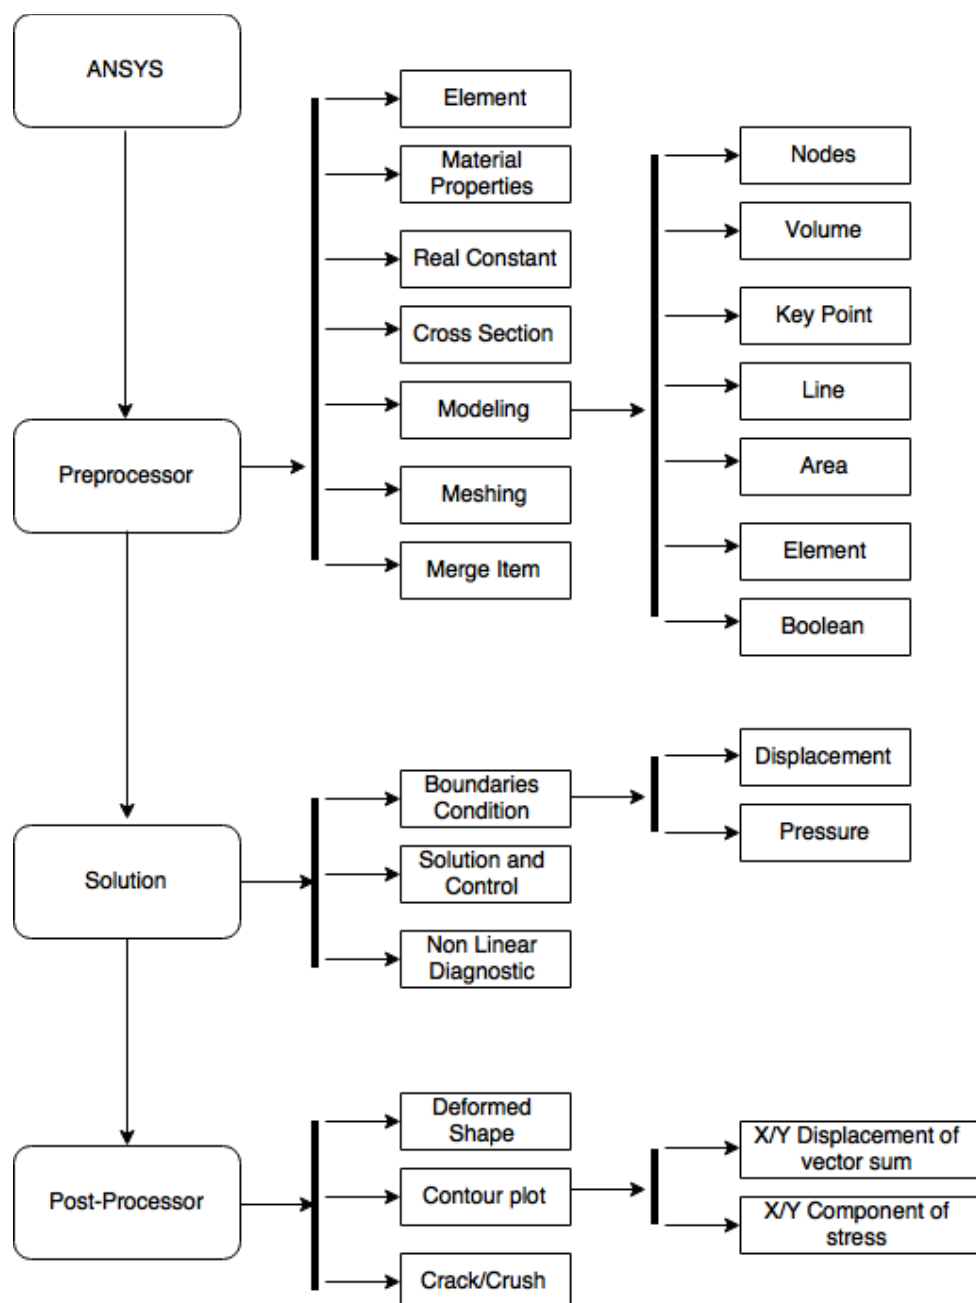 ANSYS
Element
Material
Properties
Real Constant
Cross Section
Modeling
Meshing
Merge Item
Nodes
Volume
Key Point
Line
Area
Element
Boolean
Preprocessor
Boundaries
Condition
Solution and
Control
Non Linear
Diagnostic
Displacement
Pressure
Solution
Deformed
Shape
Contour plot
Crack/Crush
X/Y Displacement of
vector sum
X/Y Component of
stress
Post-Processor